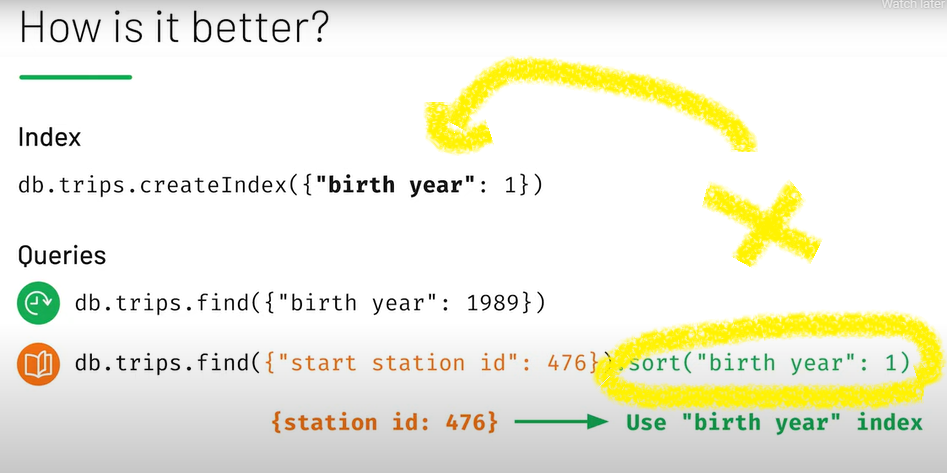 Watch later
How is it better?
Index
db.trips.createIndex({"birth year": 1})
Queries
db.trips.find({"birth year": 1989})
db.trips.find({"start station id": 476}).sort("birth year": 1)
{station id: 476} Use "birth year" index